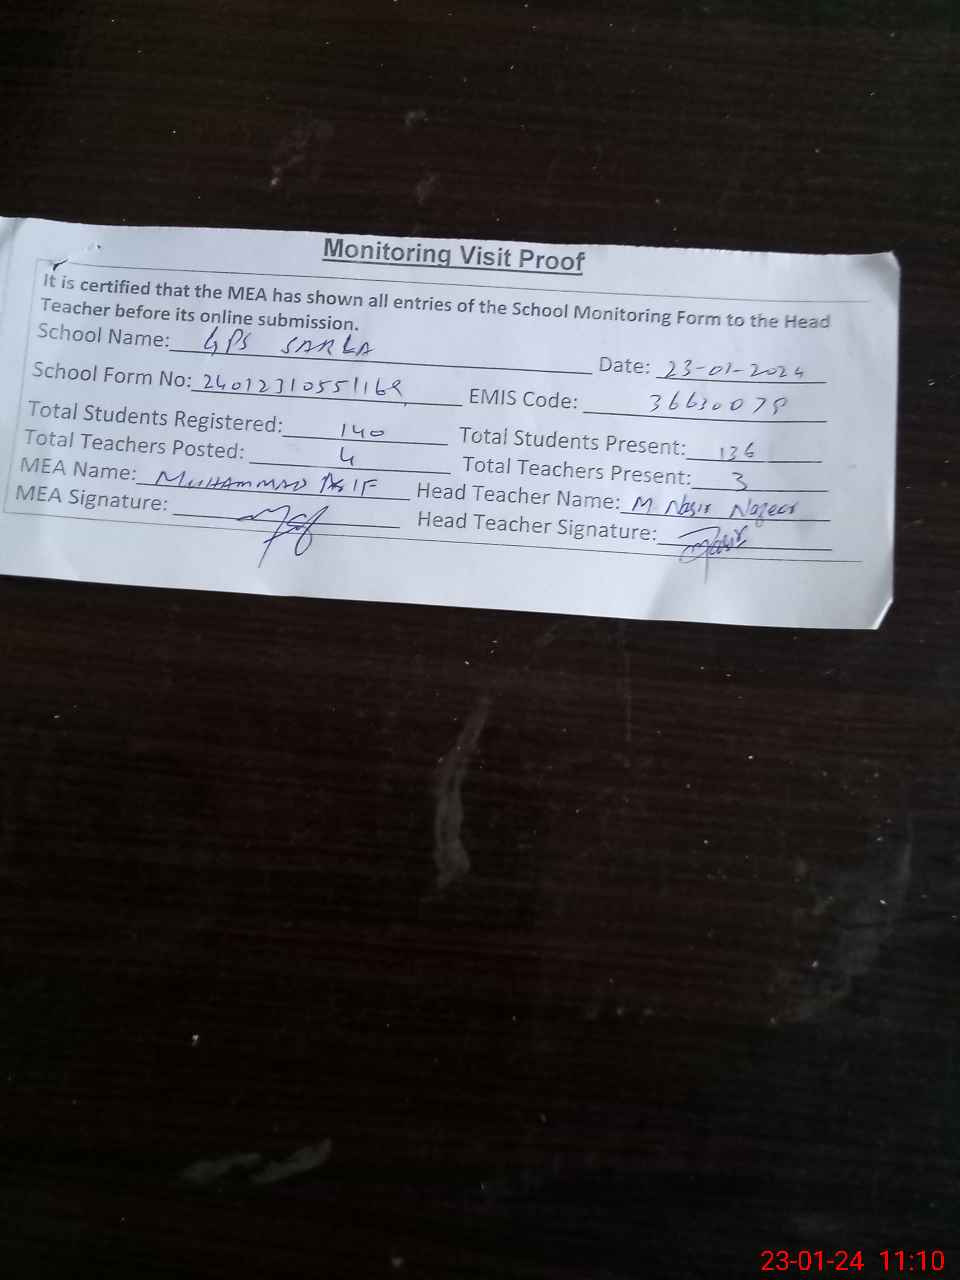 Monitoring Visit Proof
It is certified that the MEA has shown all entries of the School Monitoring Form to the Head
Teacher before its online submission.
School Name: GPS SARLA Date: 23-01-2024
School Form No: EMIS Code:
Total Students Registered: 140 Total Students Present: 136
Total Teachers Posted: 4 Total Teachers Present: 3
MEA Name: MUHAMMAD ASIF Head Teacher Name: M Nasir Nazeer
MEA Signature: Head Teacher Signature: Nasir
23-01-24 11:10